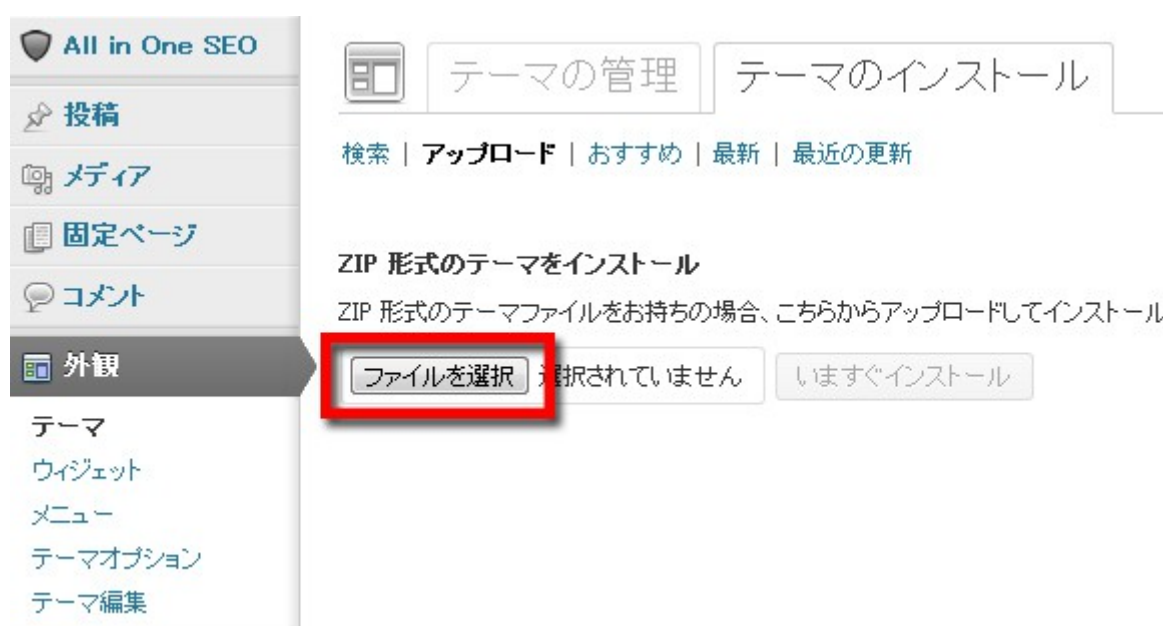 All in One SEO
投稿
メディア
固定ページ
コメント
外観
テーマ
ウィジェット
メニュー
テーマオプション
テーマ編集
テーマの管理 テーマのインストール
検索 | アップロード | おすすめ | 最新 | 最近の更新
ZIP 形式のテーマをインストール
ZIP 形式のテーマファイルをお持ちの場合、こちらからアップロードしてインストール
ファイルを選択 選択されていません いますぐインストール